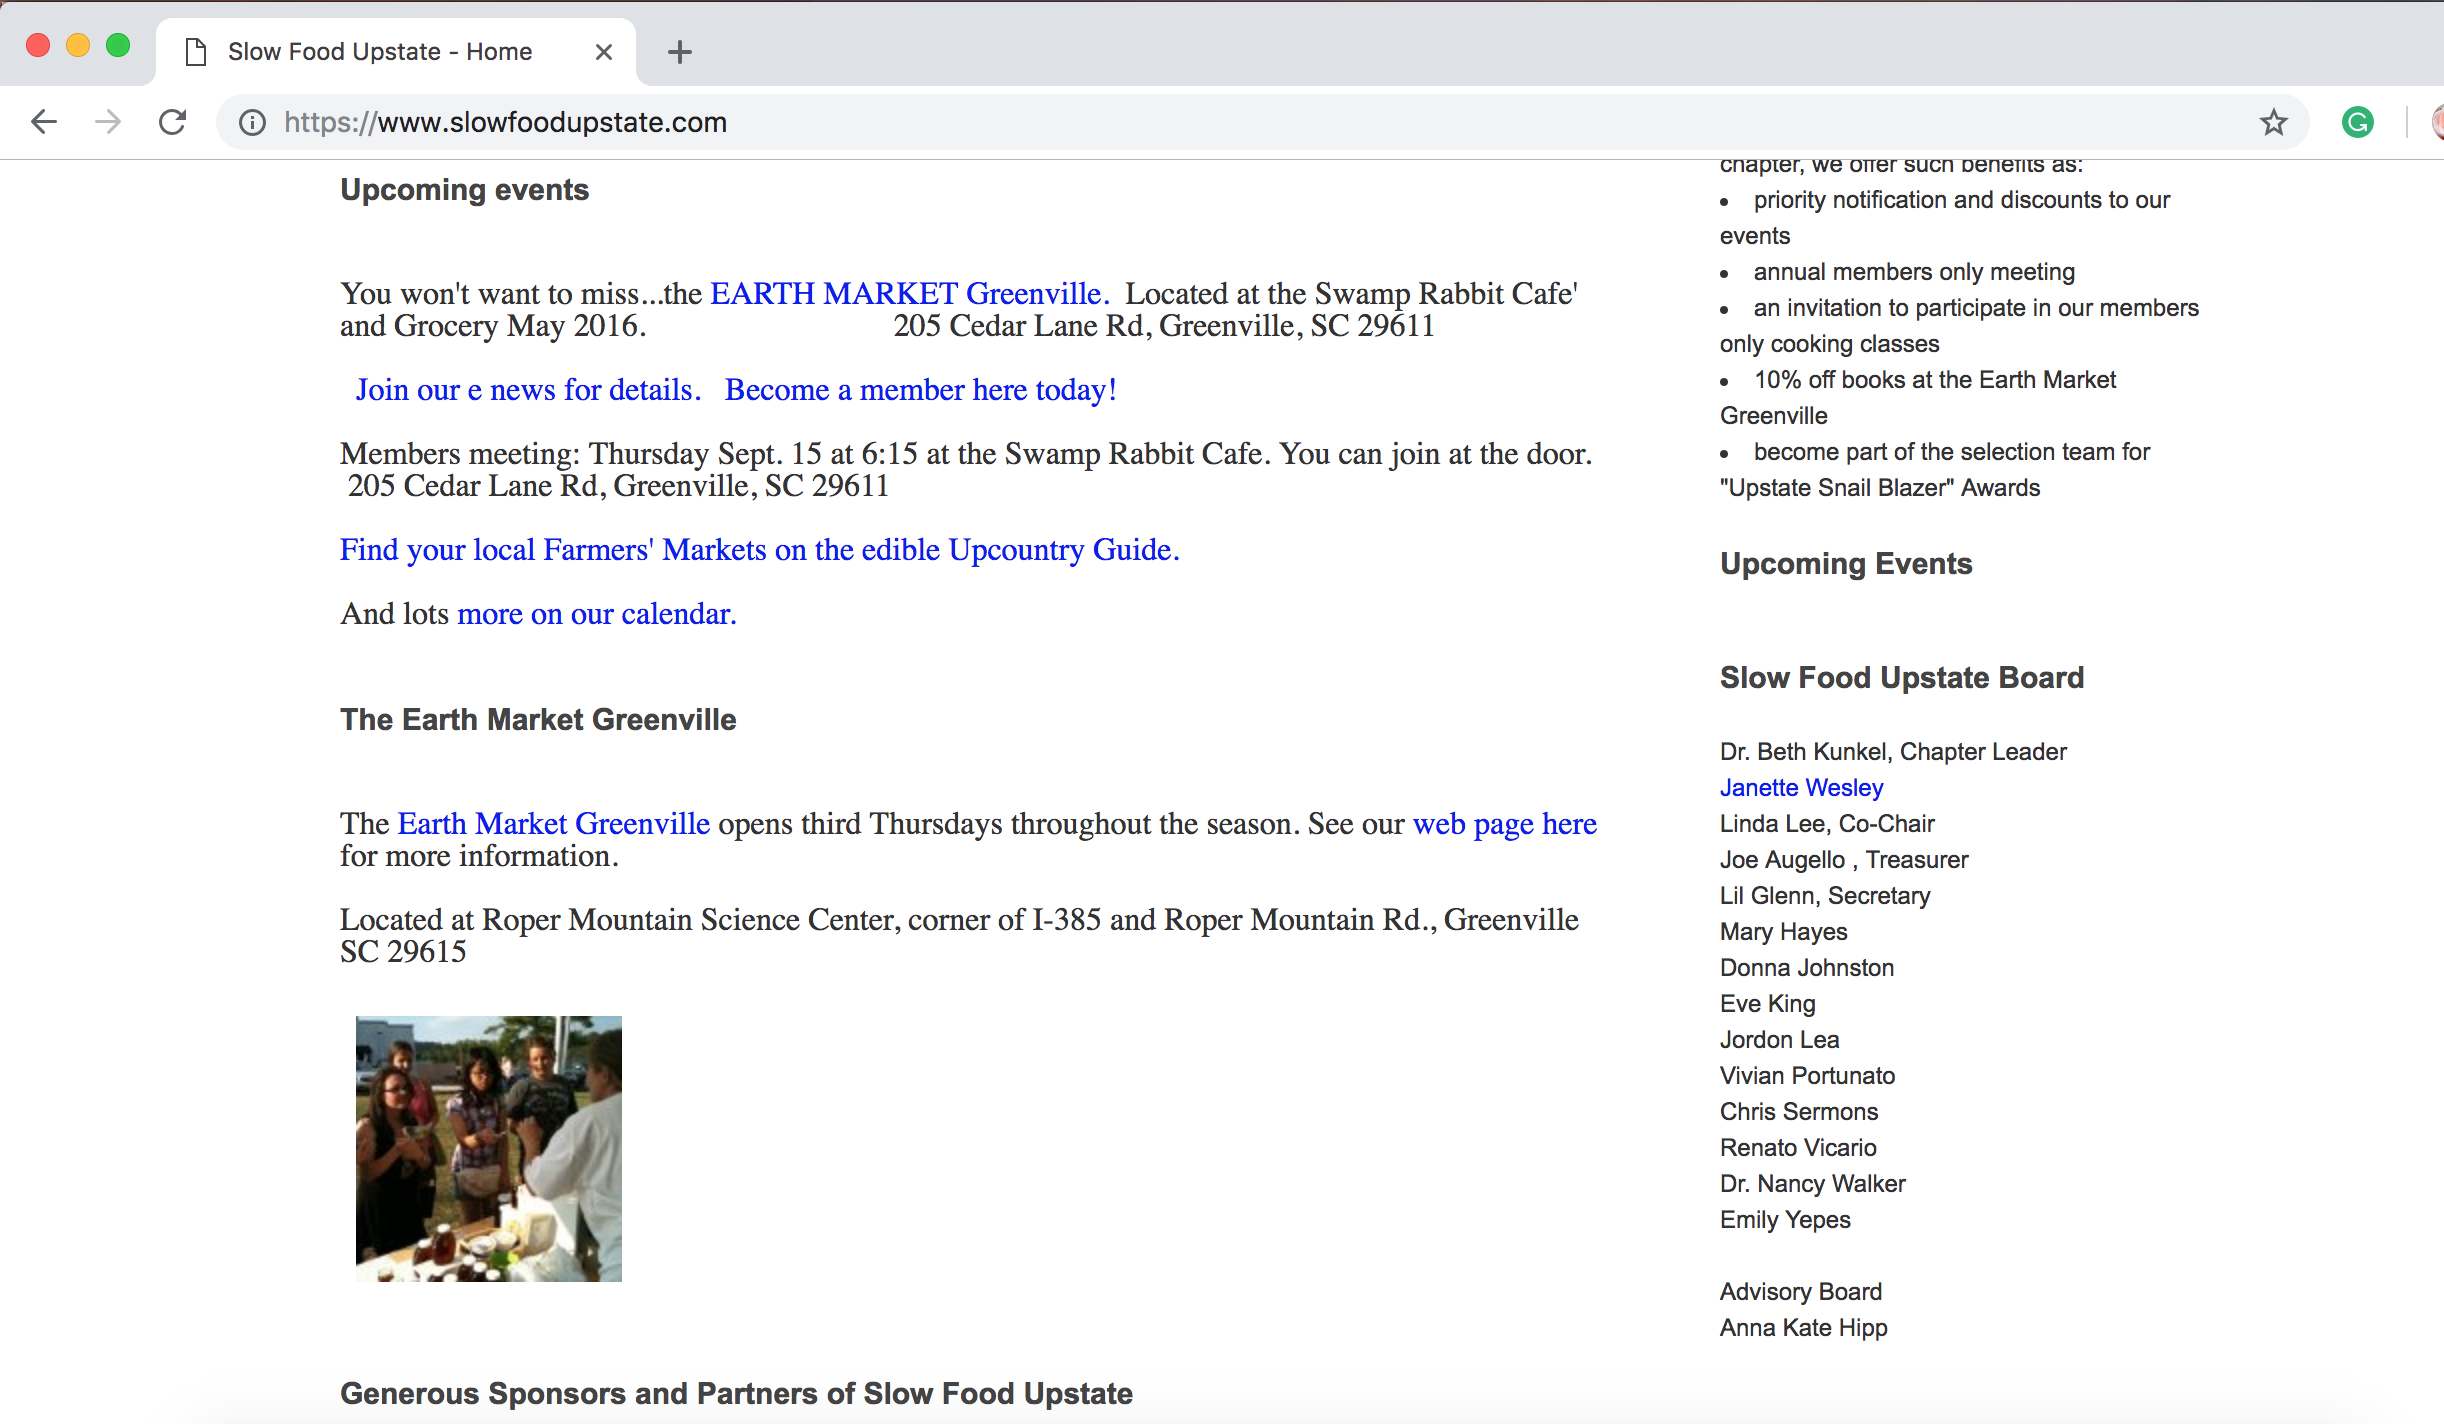 Slow Food Upstate - Home
https://www.slowfoodupstate.com
Upcoming events
You won't want to miss...the EARTH MARKET Greenville.  Located at the Swamp Rabbit Cafe'
and Grocery May 2016. 205 Cedar Lane Rd, Greenville, SC 29611
Join our e news for details.   Become a member here today!
Members meeting: Thursday Sept. 15 at 6:15 at the Swamp Rabbit Cafe. You can join at the door.
205 Cedar Lane Rd, Greenville, SC 29611
Find your local Farmers' Markets on the edible Upcountry Guide.
And lots more on our calendar.
The Earth Market Greenville
The Earth Market Greenville opens third Thursdays throughout the season. See our web page here
for more information.
Located at Roper Mountain Science Center, corner of I-385 and Roper Mountain Rd., Greenville
SC 29615
Generous Sponsors and Partners of Slow Food Upstate
chapter, we offer such benefits as:
• priority notification and discounts to our
events
• annual members only meeting
• an invitation to participate in our members
only cooking classes
• 10% off books at the Earth Market
Greenville
• become part of the selection team for
"Upstate Snail Blazer" Awards
Upcoming Events
Slow Food Upstate Board
Dr. Beth Kunkel, Chapter Leader
Janette Wesley
Linda Lee, Co-Chair
Joe Augello , Treasurer
Lil Glenn, Secretary
Mary Hayes
Donna Johnston
Eve King
Jordon Lea
Vivian Portunato
Chris Sermons
Renato Vicario
Dr. Nancy Walker
Emily Yepes
Advisory Board
Anna Kate Hipp